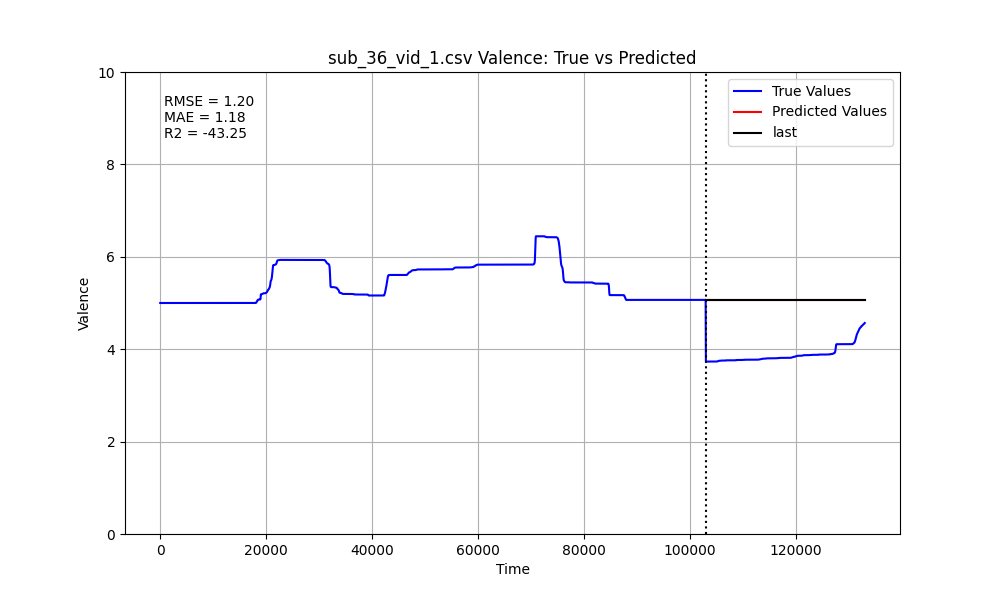 sub_36_vid_1.csv Valence: True vs Predicted
RMSE = 1.20
MAE = 1.18
R2 = -43.25
True Values
Predicted Values
last
10
8
6
4
2
0
Valence
0 20000 40000 60000 80000 100000 120000
Time